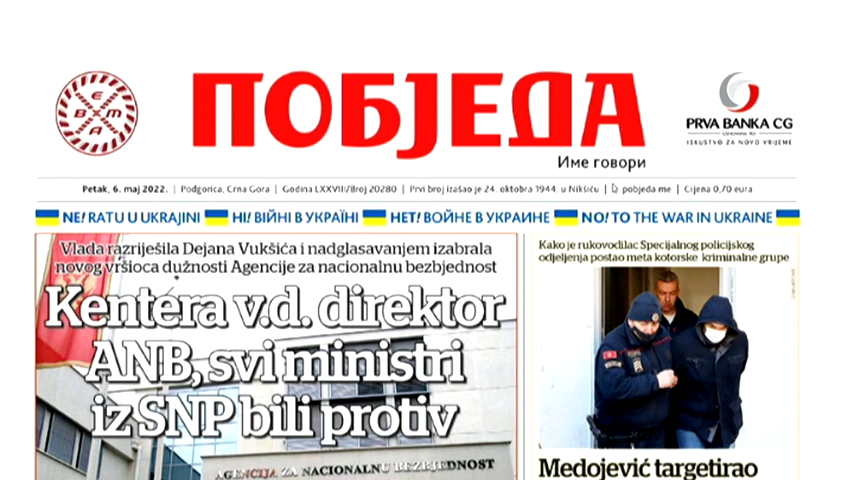 ПОБЈЕДА
Име говори
PRVA BANKA CG
ISKUSTVO ZA NOVO VRIJEME
Petak, 6. maj 2022. | Podgorica, Crna Gora | Godina LXXVIII/Broj 20280 | Prvi broj izašao je 24. oktobra 1944. u Nikšiću | pobjeda.me | Cijena 0,70 eura
NE! RATU U UKRAJINI НІ! ВІЙНІ В УКРАЇНІ НЕТ! ВОЙНЕ В УКРАИНЕ NO! TO THE WAR IN UKRAINE
Vlada razriješila Dejana Vukšića i nadglasavanjem izabrala
novog vršioca dužnosti Agencije za nacionalnu bezbjednost
Kentera v.d. direktor
ANB, svi ministri
iz SNP bili protiv
AGENCIJA ZA NACIONALNU BEZBJEDNOST
Kako je rukovodilac Specijalnog policijskog
odjeljenja postao meta kotorske kriminalne grupe
Medojević targetirao